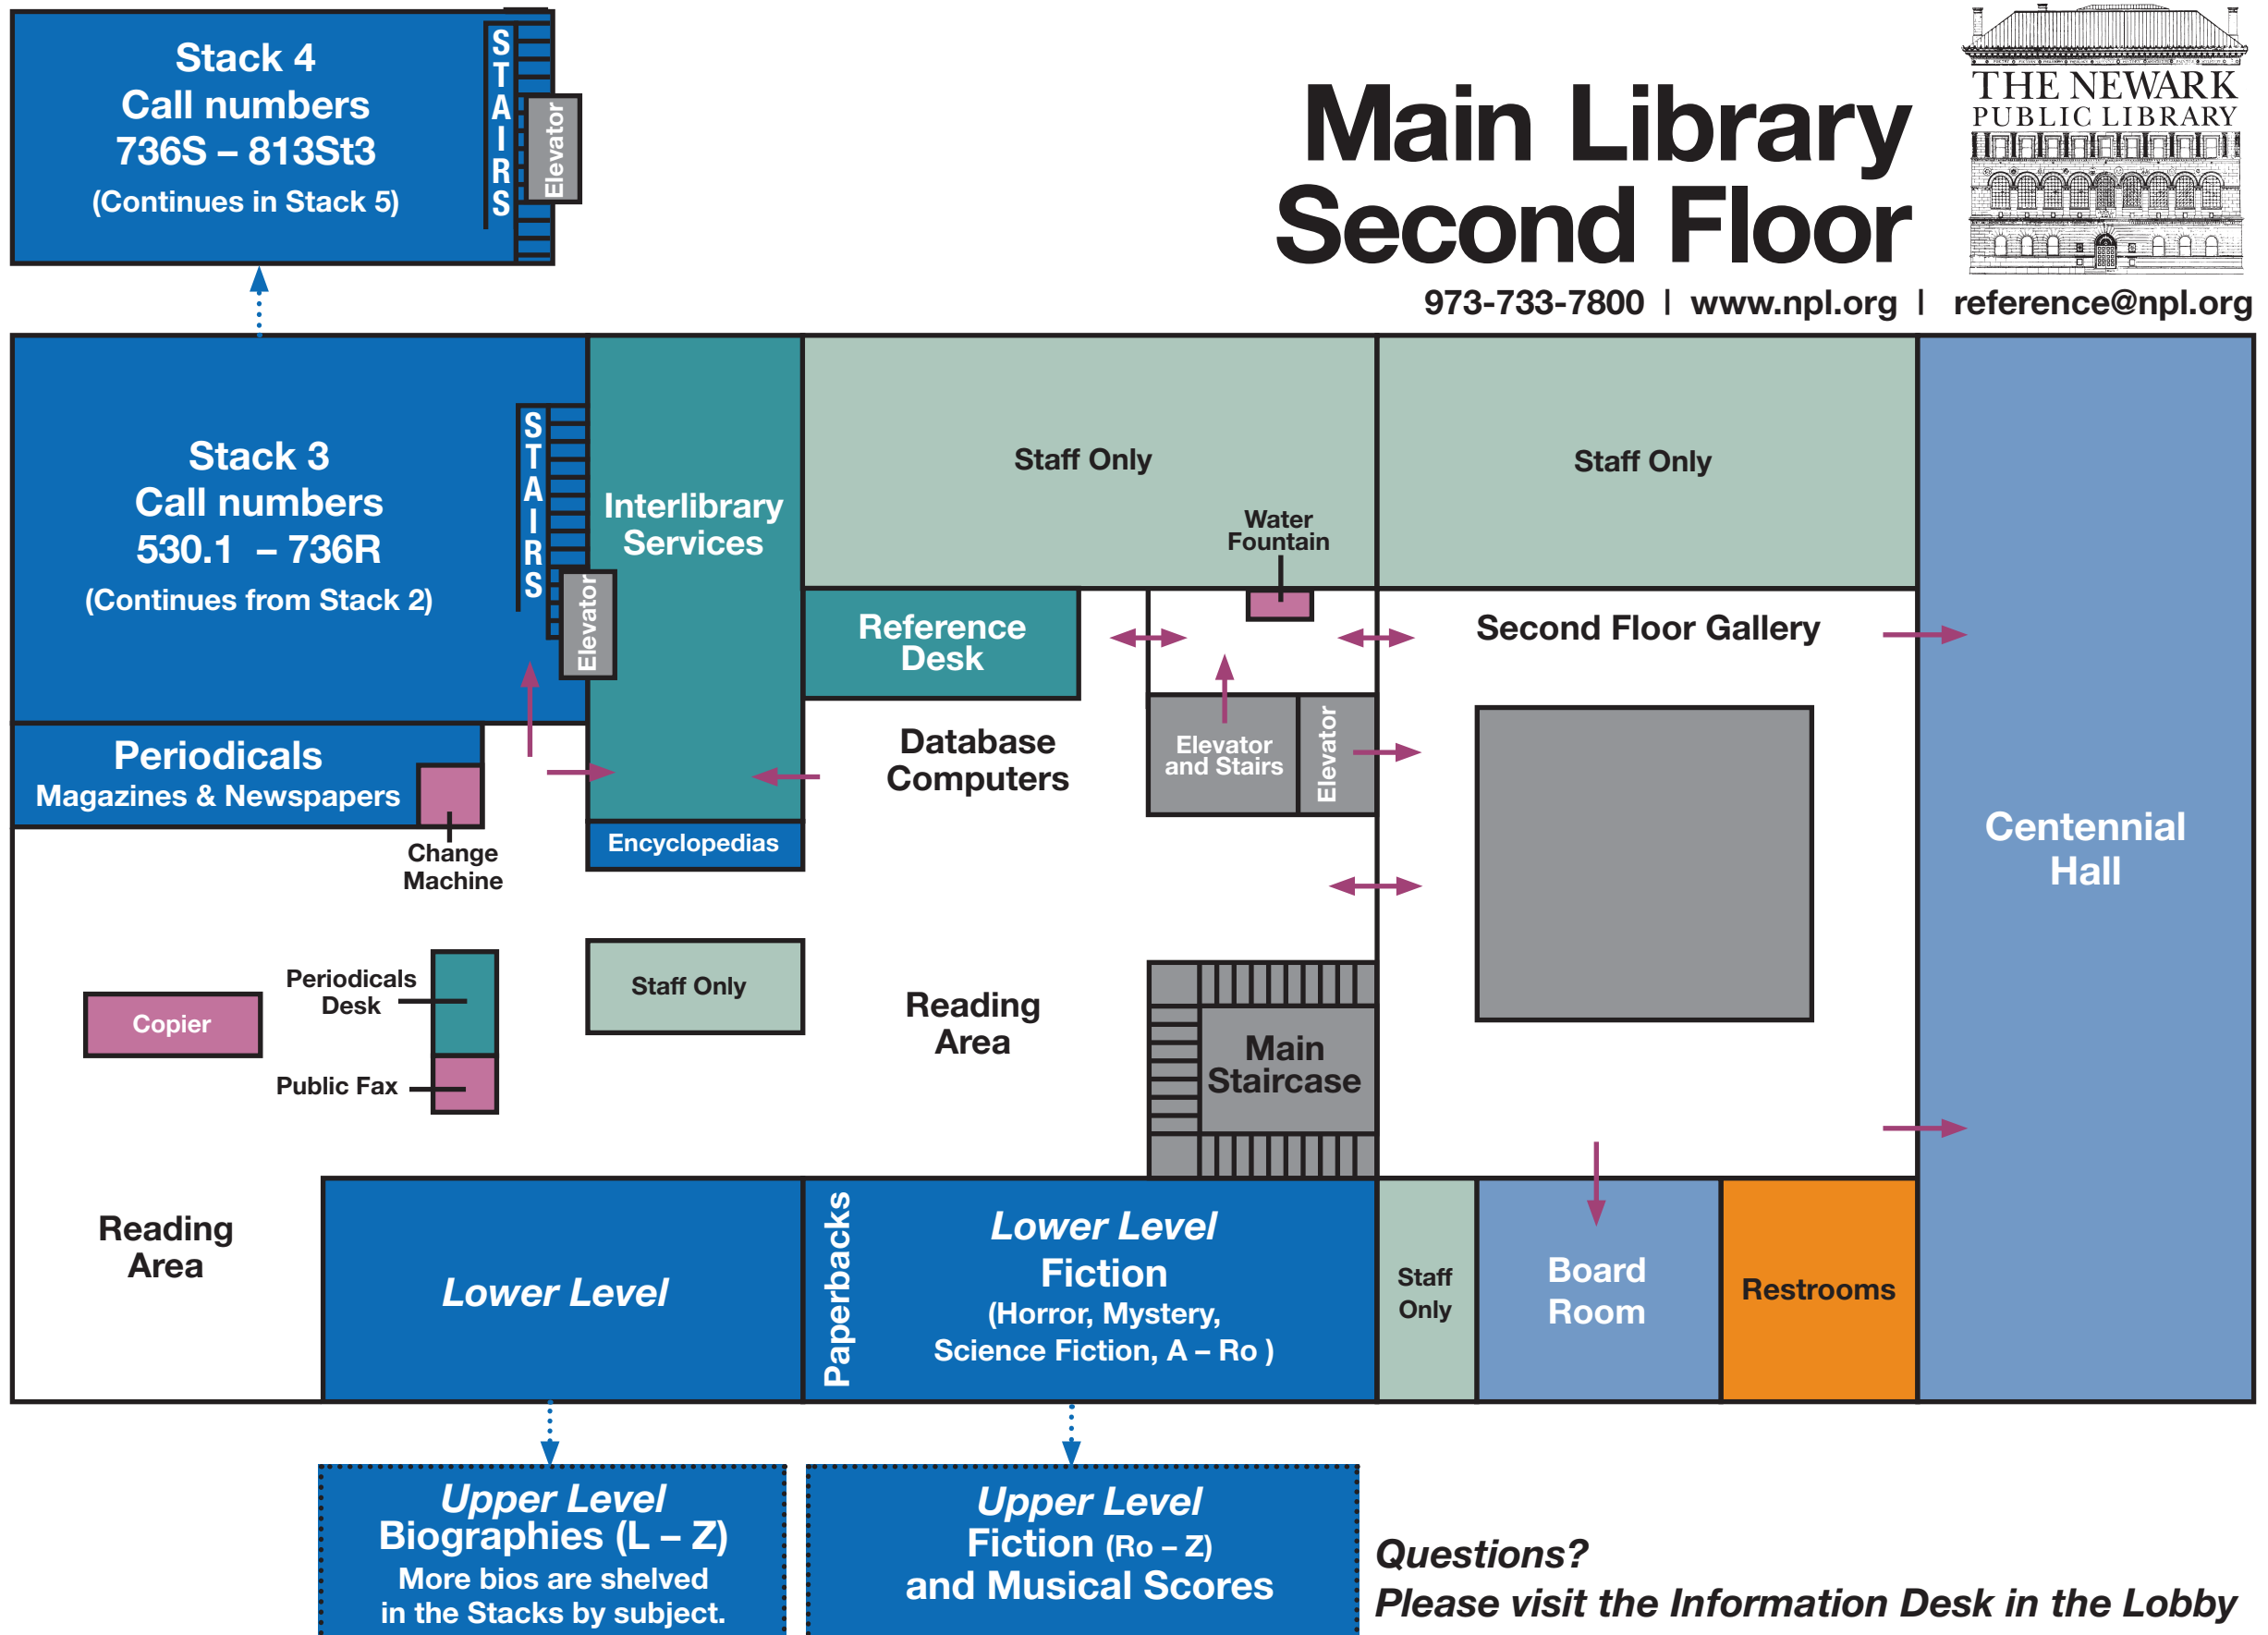 Stack 4
Call numbers
736S – 813St3
(Continues in Stack 5)
STAIRS
Elevator
Main Library
Second Floor
THE NEWARK
PUBLIC LIBRARY
973-733-7800 | www.npl.org | reference@npl.org
Stack 3
Call numbers
530.1 – 736R
(Continues from Stack 2)
STAIRS
Elevator
Interlibrary
Services
Staff Only
Staff Only
Water
Fountain
Reference
Desk
Second Floor Gallery
Periodicals
Magazines & Newspapers
Change
Machine
Encyclopedias
Database
Computers
Elevator
and Stairs
Elevator
Centennial
Hall
Copier
Periodicals
Desk
Public Fax
Staff Only
Reading
Area
Main
Staircase
Reading
Area
Lower Level
Paperbacks
Lower Level
Fiction
(Horror, Mystery,
Science Fiction, A – Ro )
Staff
Only
Board
Room
Restrooms
Upper Level
Biographies (L – Z)
More bios are shelved
in the Stacks by subject.
Upper Level
Fiction (Ro – Z)
and Musical Scores
Questions?
Please visit the Information Desk in the Lobby